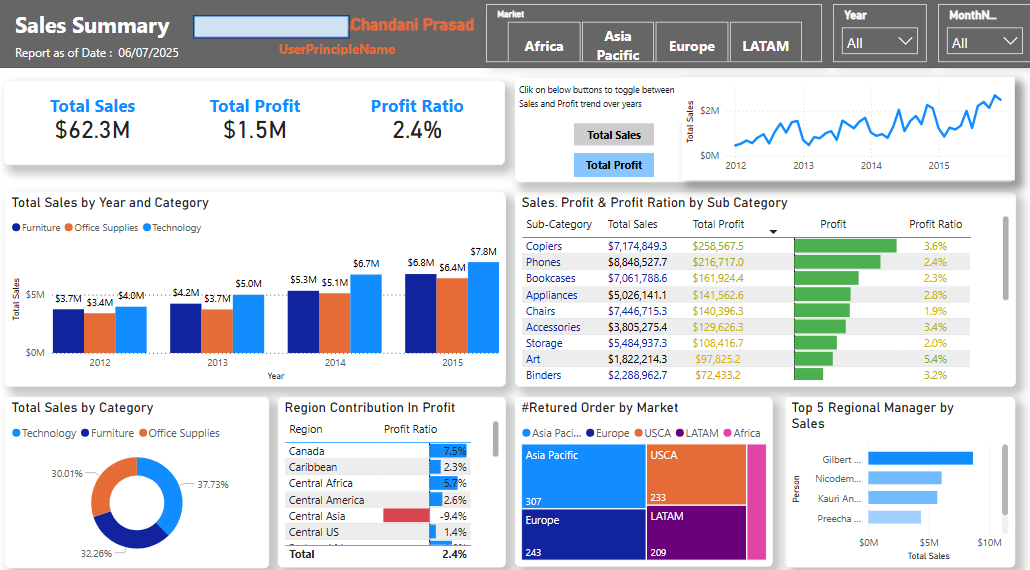 Sales Summary
Report as of Date : 06/07/2025
Chandani Prasad
UserPrincipleName
Market
Africa
Asia
Pacific
Europe
LATAM
Year
All
MonthN...
All
Total Sales
$62.3M
Total Profit
$1.5M
Profit Ratio
2.4%
Clik on below buttons to toggle between
Sales and Profit trend over years
Total Sales
Total Profit
Total Sales
$2M
$0M
2012 2013 2014 2015
Total Sales by Year and Category
Furniture Office Supplies Technology
Total Sales
$5M
$0M
$3.7M $3.4M $4.0M
$4.2M $3.7M $5.0M
$5.3M $5.1M $6.7M
$6.8M $6.4M $7.8M
2012 2013 2014 2015
Year
Sales. Profit & Profit Ration by Sub Category
Sub-Category Total Sales Total Profit Profit Profit Ratio
Copiers $7,174,849.3 $258,567.5 3.6%
Phones $8,848,527.7 $216,717.0 2.4%
Bookcases $7,061,788.6 $161,924.4 2.3%
Appliances $5,026,141.1 $141,562.6 2.8%
Chairs $7,446,715.3 $140,396.3 1.9%
Accessories $3,805,275.4 $129,626.3 3.4%
Storage $5,484,937.3 $108,416.7 2.0%
Art $1,822,214.3 $97,825.2 5.4%
Binders $2,288,962.7 $72,433.2 3.2%
Total Sales by Category
Technology Furniture Office Supplies
30.01%
37.73%
32.26%
Region Contribution In Profit
Region Profit Ratio
Canada 7.5%
Caribbean 2.3%
Central Africa 5.7%
Central America 2.6%
Central Asia -9.4%
Central US 1.4%
Total 2.4%
#Retured Order by Market
Asia Paci... Europe USCA LATAM Africa
Asia Pacific
307
Europe
243
USCA
233
LATAM
209
Top 5 Regional Manager by
Sales
Person
Gilbert ...
Nicodem...
Kauri An...
Preecha ...
$0M $5M $10M
Total Sales